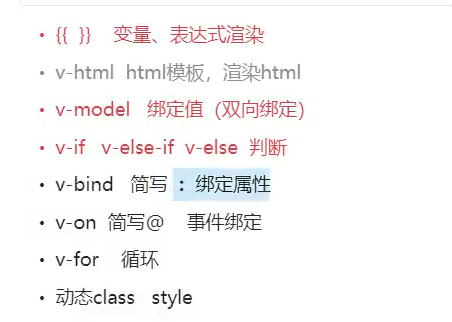 • {{ }} 变量、表达式渲染
• v-html html模板，渲染html
• v-model 绑定值 (双向绑定)
• v-if v-else-if v-else 判断
• v-bind 简写 ：绑定属性
• v-on 简写@ 事件绑定
• v-for 循环
• 动态class style